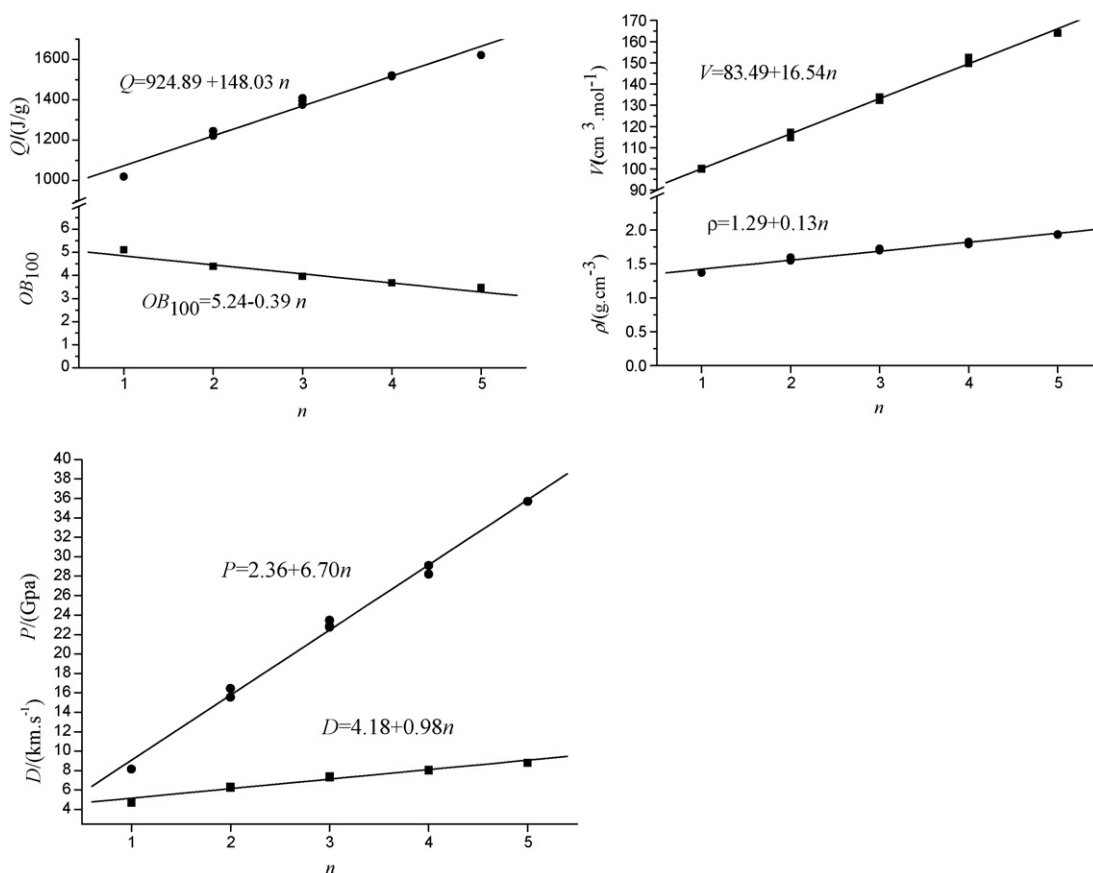 1600
1400
1200
1000
Q/(J/g)
Q=924.89 +148.03 n
6
5
4
3
2
1
0
OB100
OB100=5.24-0.39 n
1 2 3 4 5
n
170
160
150
140
130
120
110
100
90
V(cm 3 .mol-1)
V=83.49+16.54n
2.0
1.5
1.0
0.5
0.0
ρ/(g.cm-3)
ρ=1.29+0.13n
1 2 3 4 5
n
40
38
36
34
32
30
28
26
24
22
20
18
16
14
12
10
8
6
4
P/(Gpa)
D/(km.s-1)
P=2.36+6.70n
D=4.18+0.98n
1 2 3 4 5
n